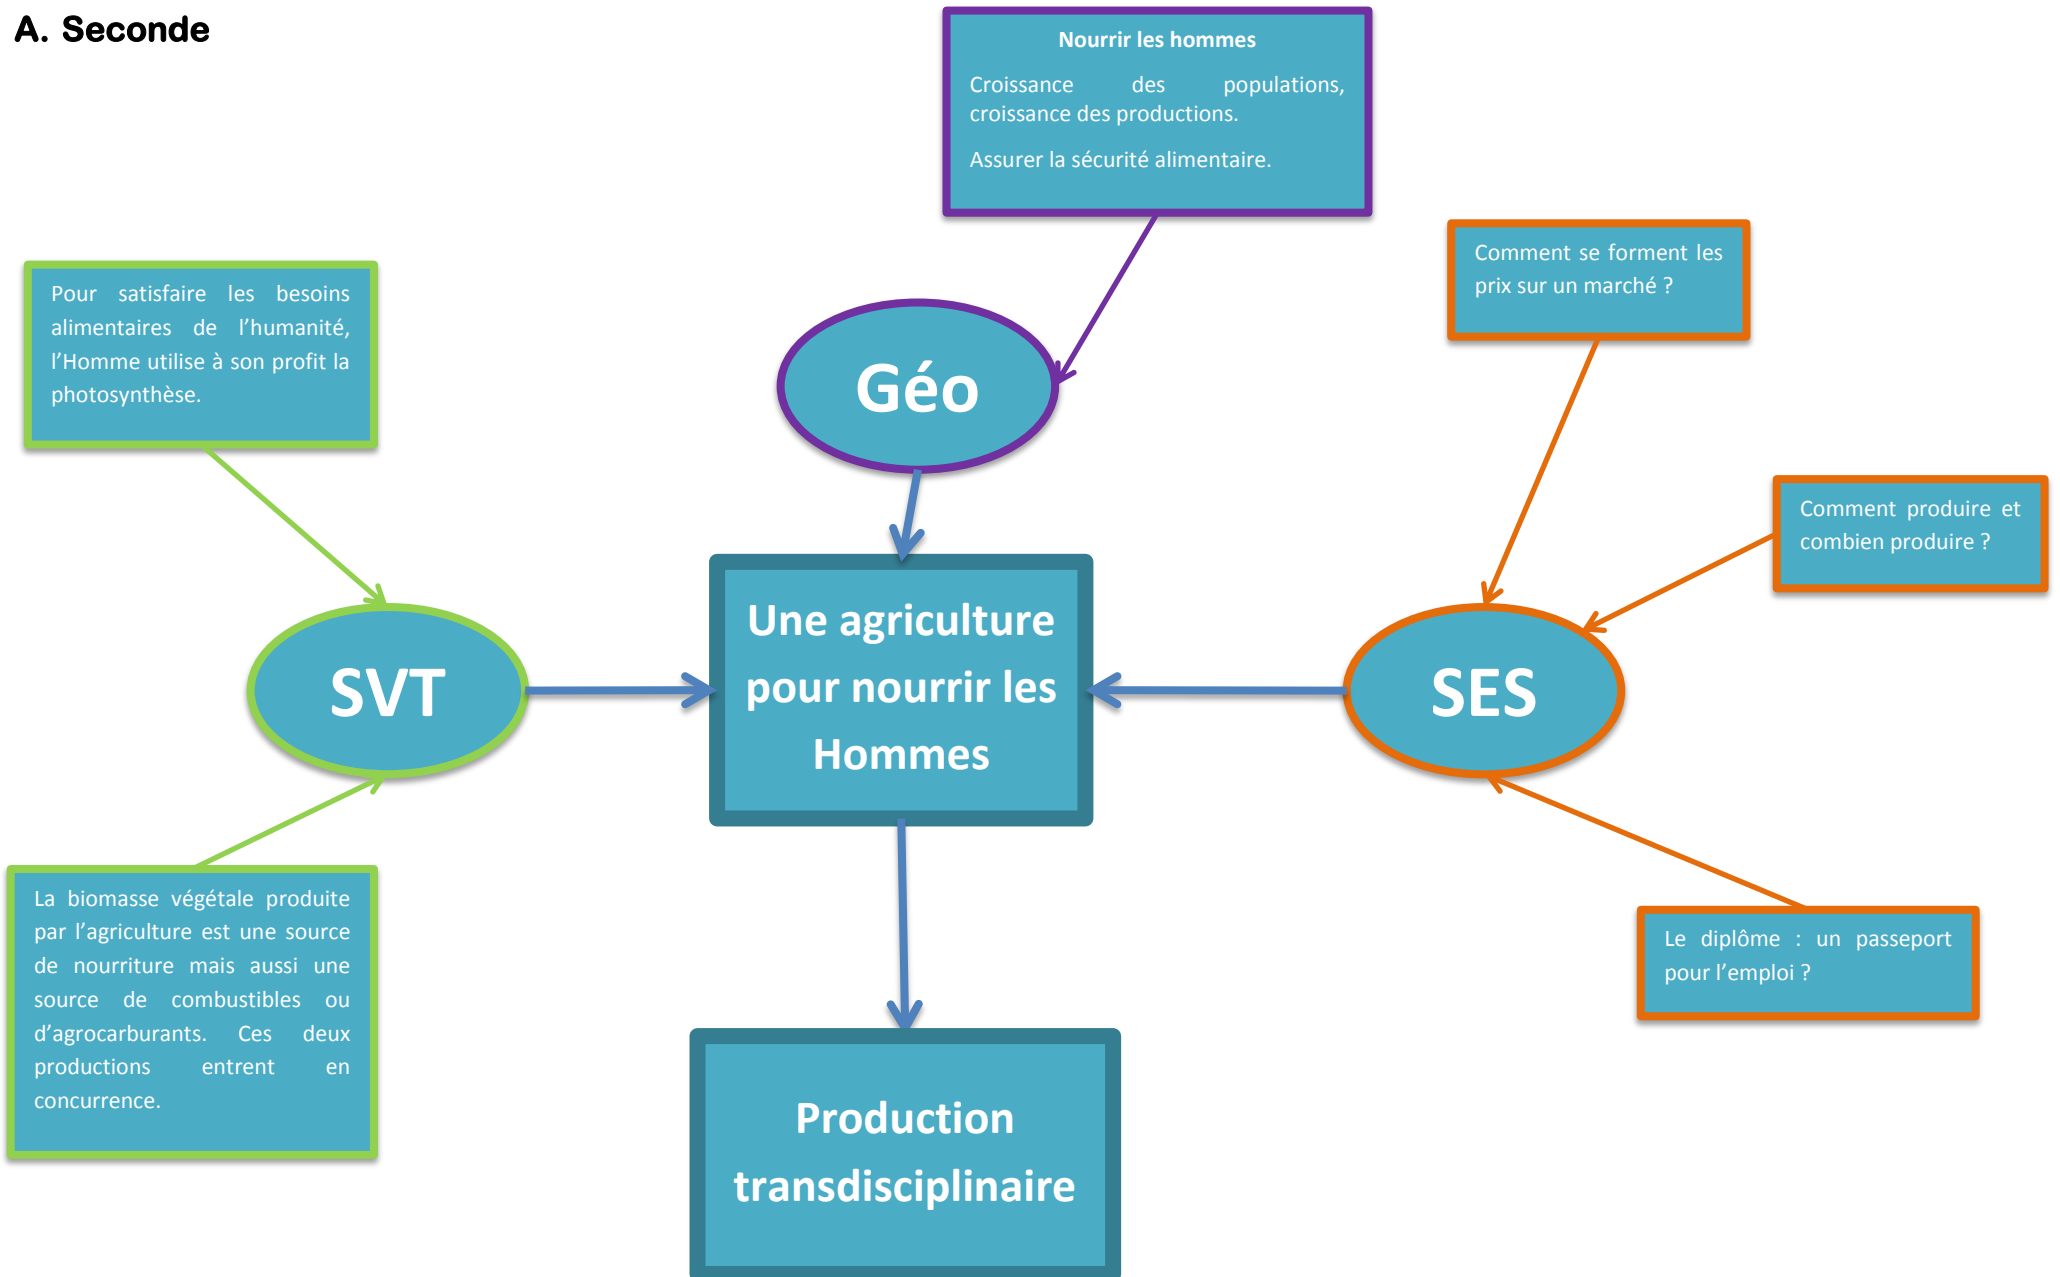 A. Seconde
Nourrir les hommes
Croissance des populations,
croissance des productions.
Assurer la sécurité alimentaire.
Comment se forment les
prix sur un marché ?
Pour satisfaire les besoins
alimentaires de l’humanité,
l’Homme utilise à son profit la
photosynthèse.
Géo
Comment produire et
combien produire ?
Une agriculture
pour nourrir les
Hommes
SVT
SES
La biomasse végétale produite
par l’agriculture est une source
de nourriture mais aussi une
source de combustibles ou
d’agrocarburants. Ces deux
productions entrent en
concurrence.
Le diplôme : un passeport
pour l’emploi ?
Production
transdisciplinaire